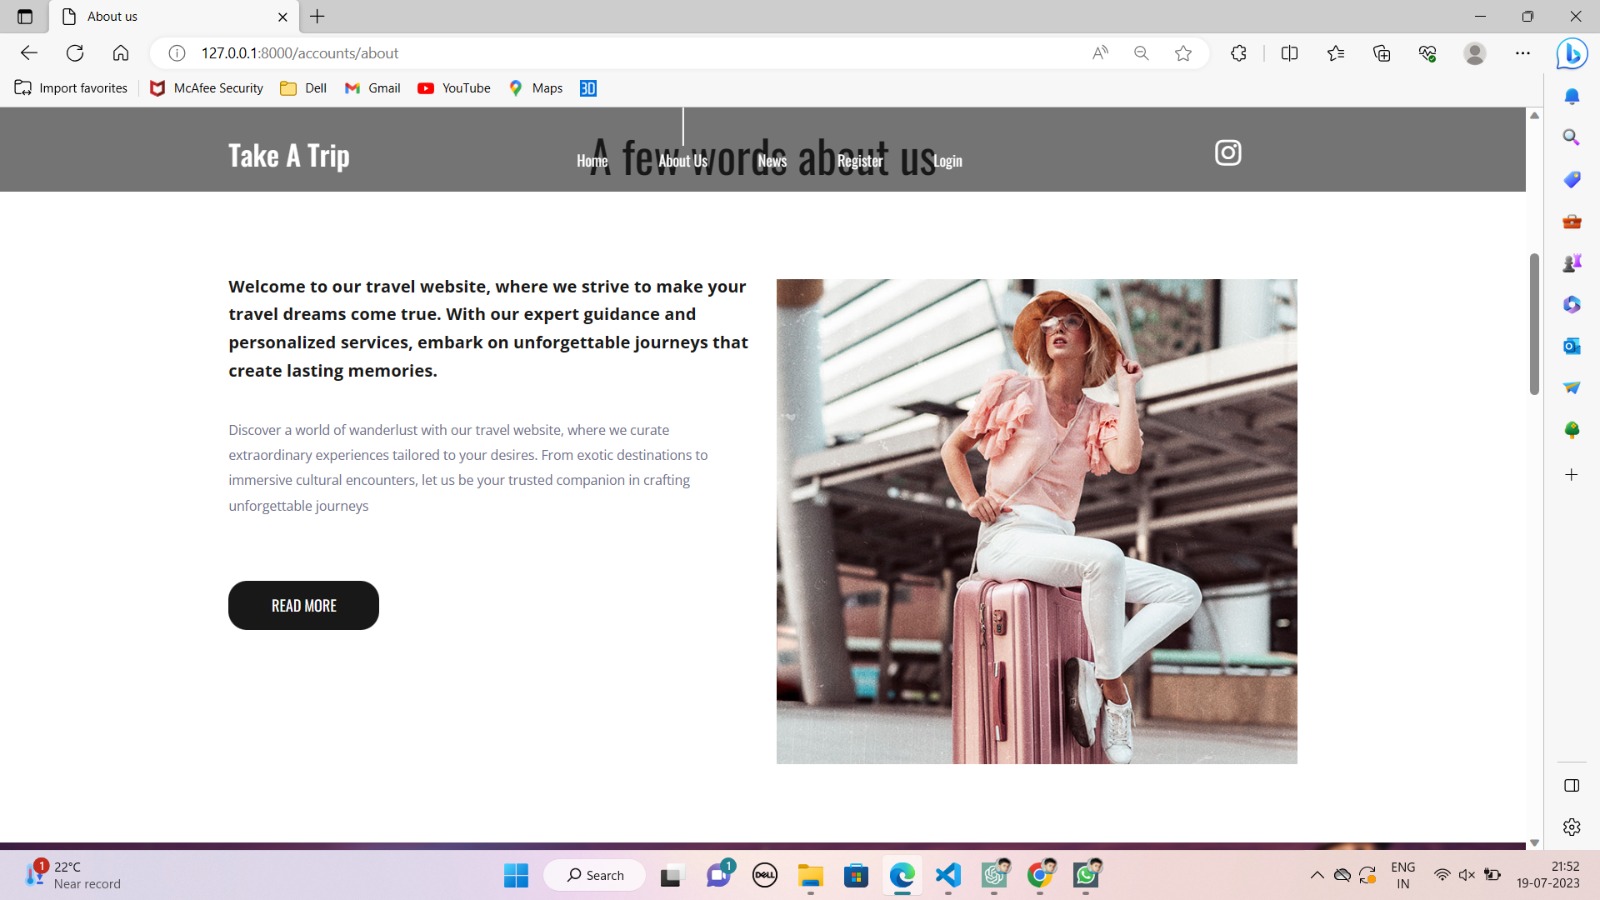 About us
127.0.0.1:8000/accounts/about
Import favorites McAfee Security Dell Gmail YouTube Maps 3D
Take A Trip
A few words about us
Home About Us News Register Login
Welcome to our travel website, where we strive to make your
travel dreams come true. With our expert guidance and
personalized services, embark on unforgettable journeys that
create lasting memories.
Discover a world of wanderlust with our travel website, where we curate
extraordinary experiences tailored to your desires. From exotic destinations to
immersive cultural encounters, let us be your trusted companion in crafting
unforgettable journeys
READ MORE
1
22°C
Near record
Search
1
DELL
ENG
IN
21:52
19-07-2023